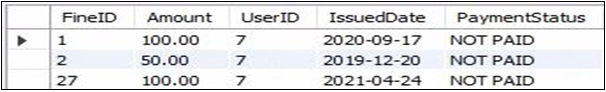 FineID Amount UserID IssuedDate PaymentStatus
1 100.00 7 2020-09-17 NOT PAID
2 50.00 7 2019-12-20 NOT PAID
27 100.00 7 2021-04-24 NOT PAID